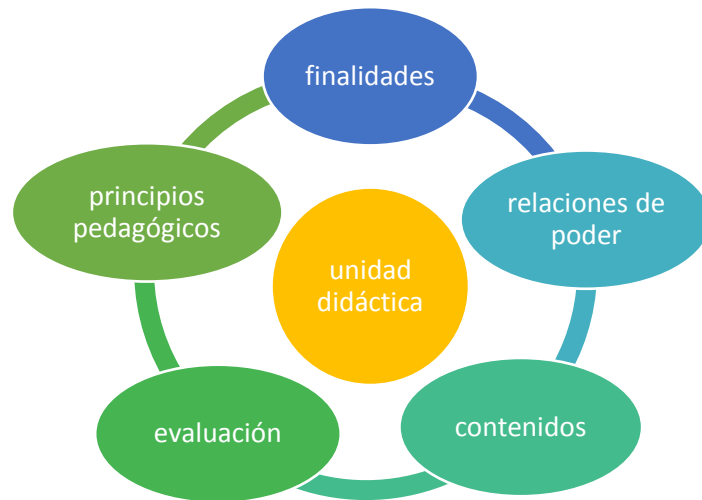 finalidades
relaciones de
poder
contenidos
evaluación
principios
pedagógicos
unidad
didáctica